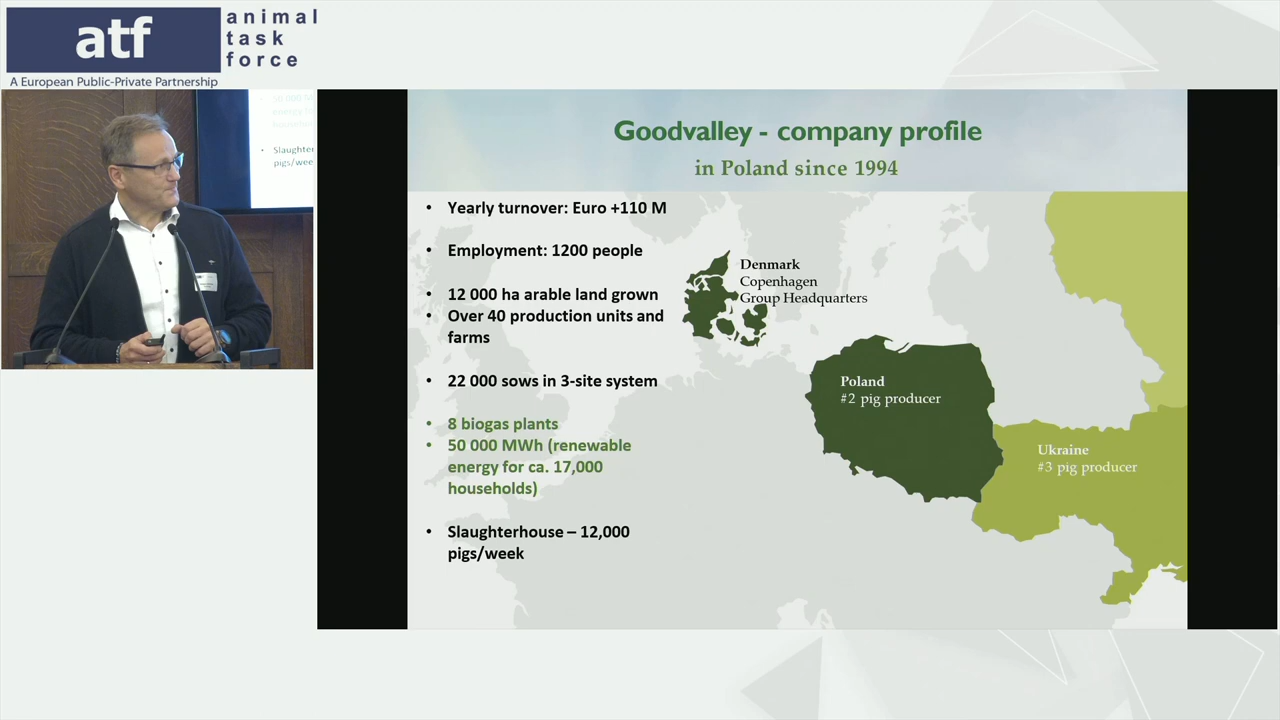 atf
animal
task
force
A European Public-Private Partnership
Slaughter
pigs/wee
Goodvalley - company profile
in Poland since 1994
• Yearly turnover: Euro +110 M
• Employment: 1200 people
• 12 000 ha arable land grown
• Over 40 production units and
farms
• 22 000 sows in 3-site system
• 8 biogas plants
• 50 000 MWh (renewable
energy for ca. 17,000
households)
• Slaughterhouse – 12,000
pigs/week
Denmark
Copenhagen
Group Headquarters
Poland
#2 pig producer
Ukraine
#3 pig producer